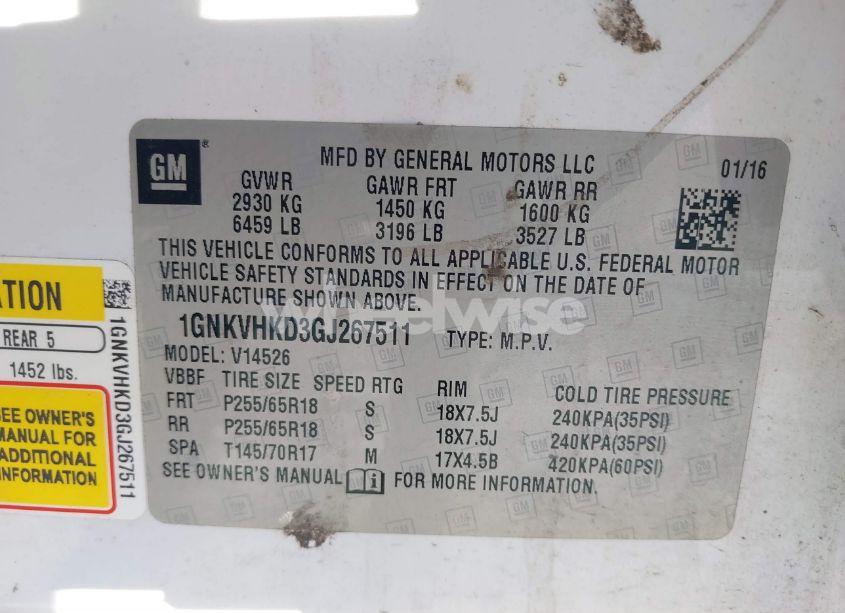 GM
MFD BY GENERAL MOTORS LLC
01/16
GVWR GAWR FRT GAWR RR
2930 KG 1450 KG 1600 KG
6459 LB 3196 LB 3527 LB
THIS VEHICLE CONFORMS TO ALL APPLICABLE U.S. FEDERAL MOTOR
VEHICLE SAFETY STANDARDS IN EFFECT ON THE DATE OF
MANUFACTURE SHOWN ABOVE.
wheelwise
1GNKVHKD3GJ267511 TYPE: M.P.V.
MODEL: V14526
VBBF TIRE SIZE SPEED RTG RIM COLD TIRE PRESSURE
FRT P255/65R18 S 18X7.5J 240KPA(35PSI)
RR P255/65R18 S 18X7.5J 240KPA(35PSI)
SPA T145/70R17 M 17X4.5B 420KPA(60PSI)
SEE OWNER'S MANUAL FOR MORE INFORMATION.
ATION
REAR 5
1452 lbs.
SEE OWNER'S
MANUAL FOR
ADDITIONAL
INFORMATION
1GNKVHKD3GJ267511